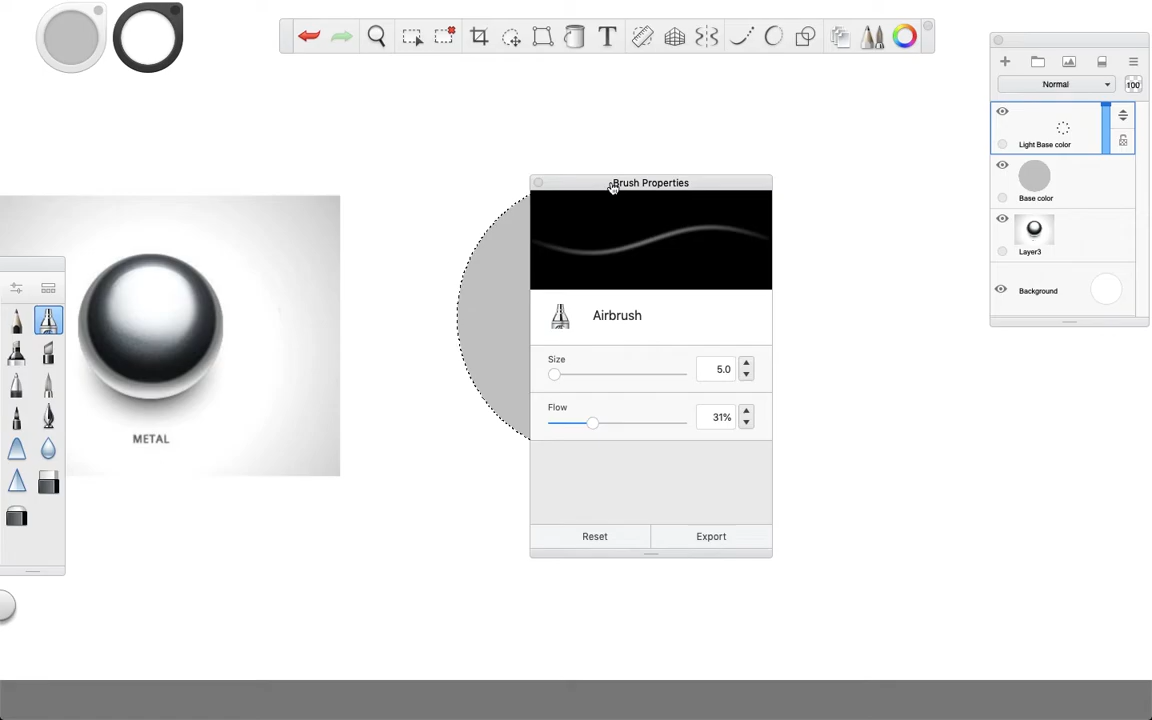 T
Normal
100
Light Base color
Base color
Layer3
Background
Brush Properties
Airbrush
Size
5.0
Flow
31%
Reset
Export
METAL